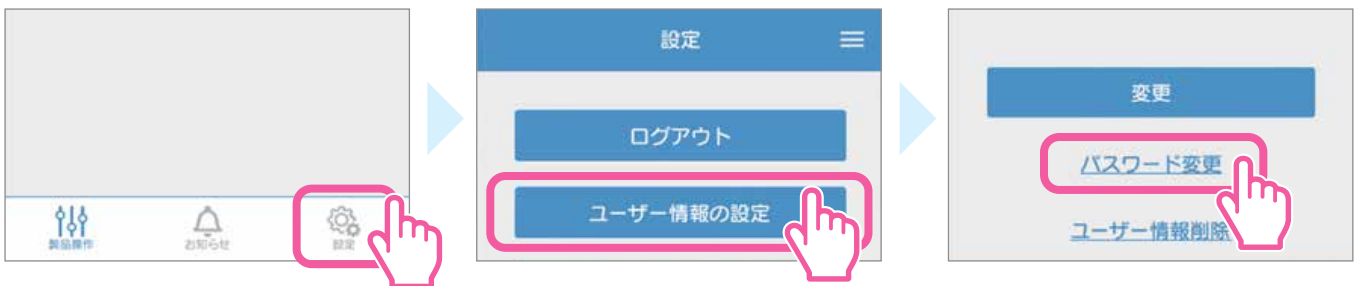 製品操作
お知らせ
設定
設定
ログアウト
ユーザー情報の設定
変更
パスワード変更
ユーザー情報削除